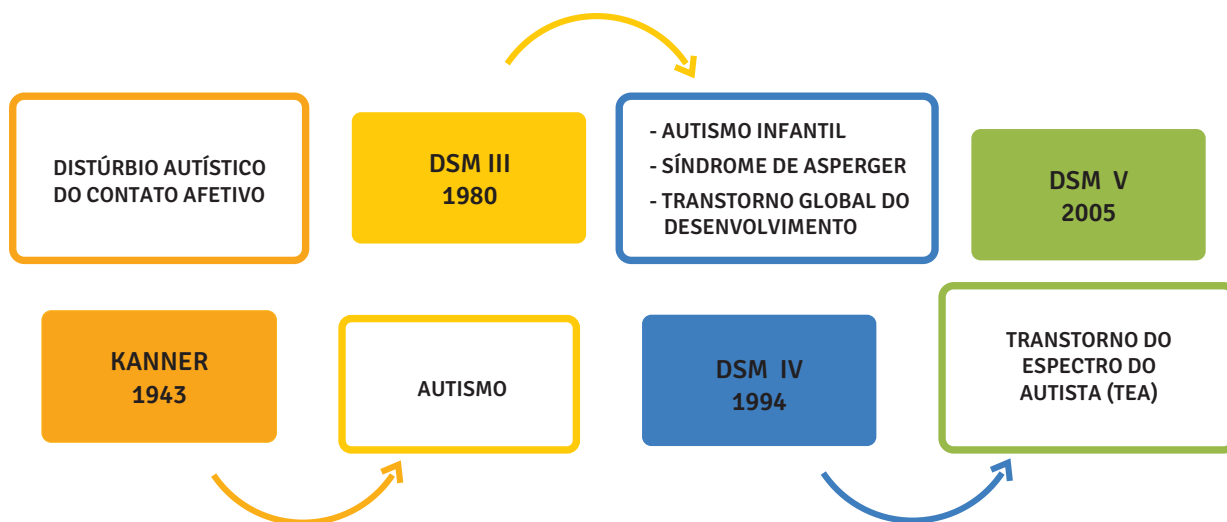 DISTÚRBIO AUTÍSTICO
DO CONTATO AFETIVO
KANNER
1943
DSM III
1980
AUTISMO
- AUTISMO INFANTIL
- SÍNDROME DE ASPERGER
- TRANSTORNO GLOBAL DO
DESENVOLVIMENTO
DSM IV
1994
DSM V
2005
TRANSTORNO DO
ESPECTRO DO
AUTISTA (TEA)